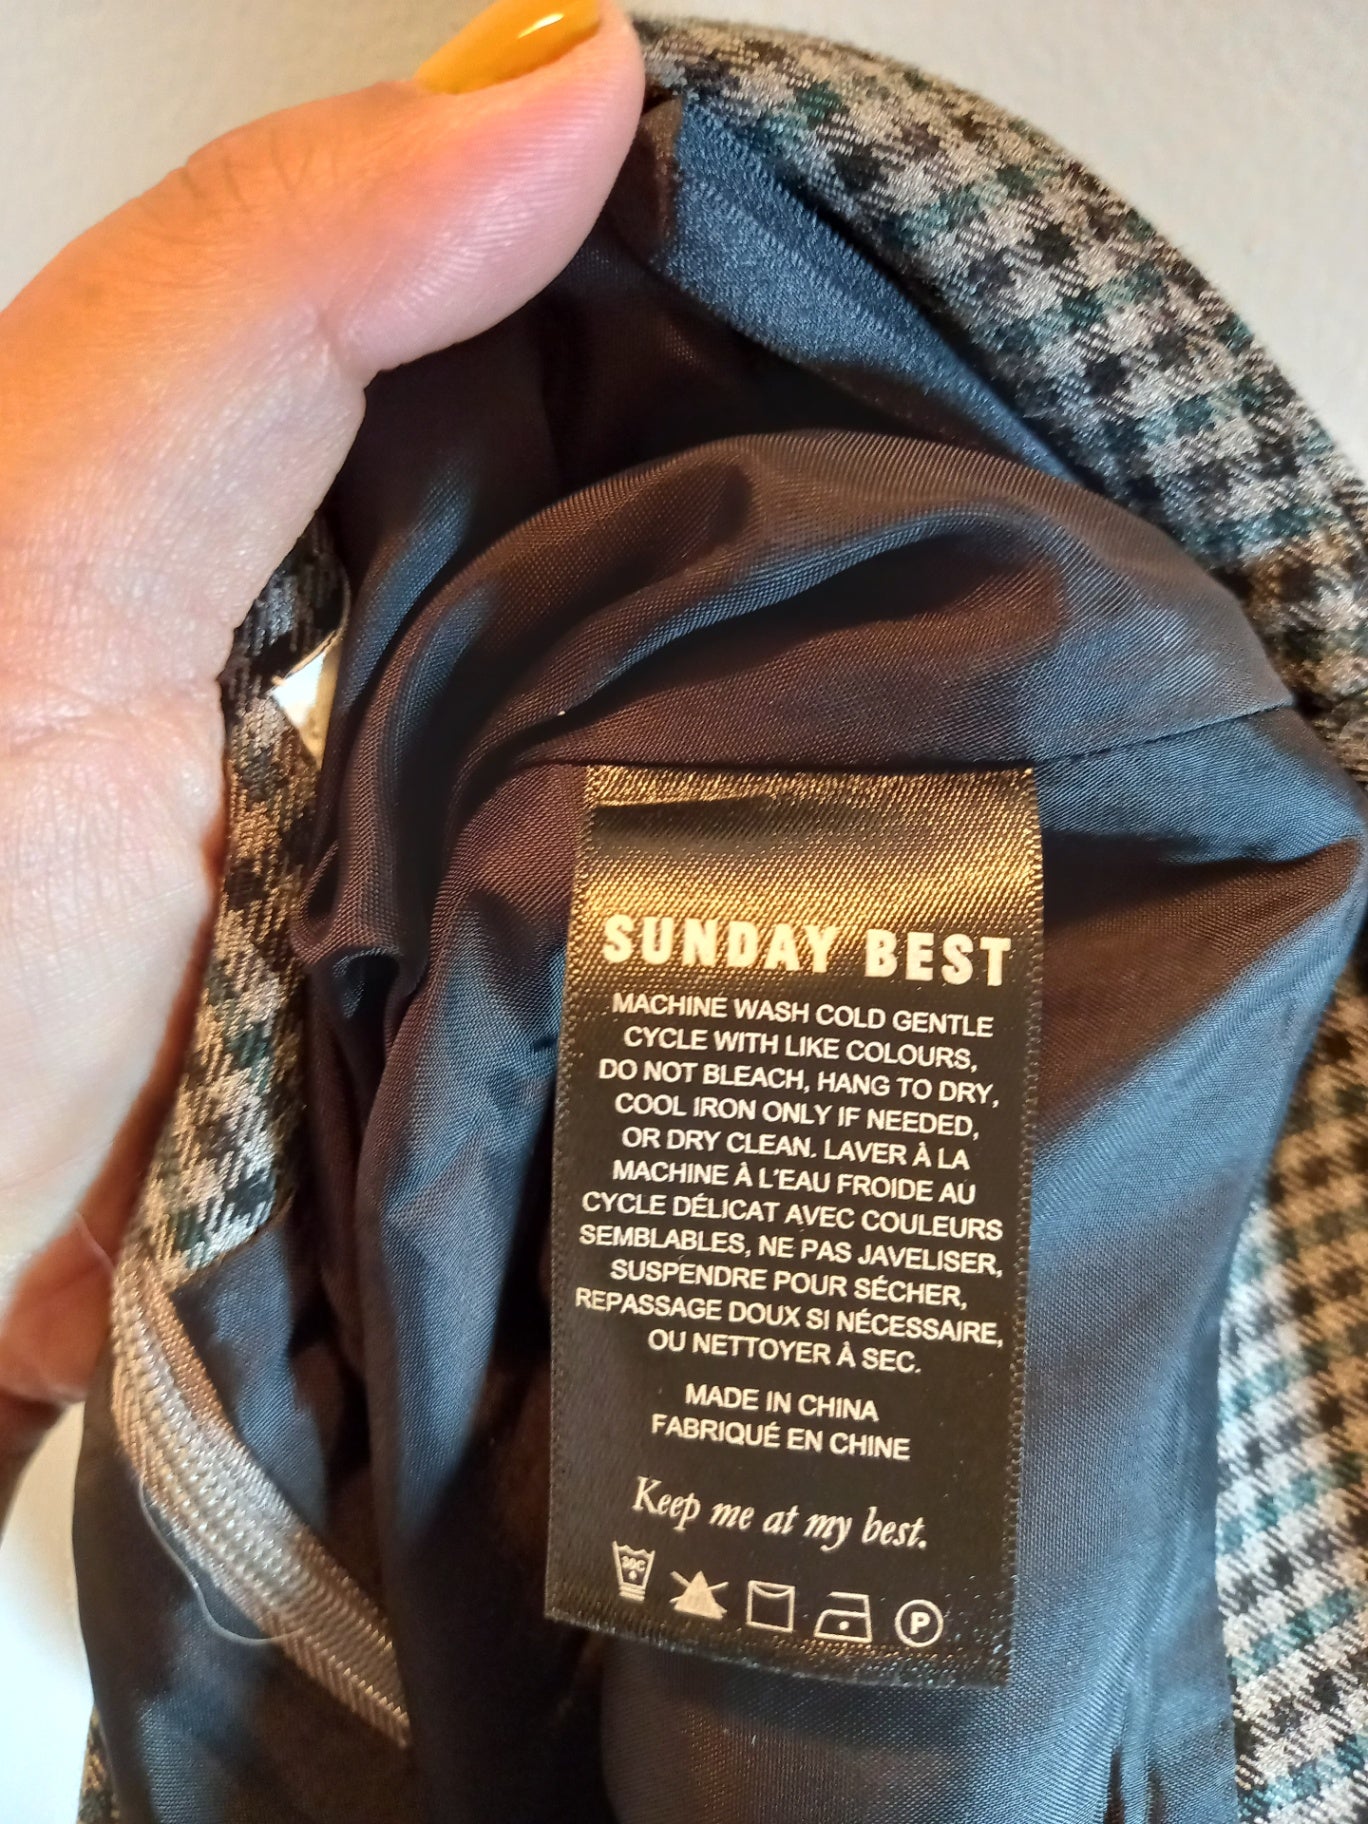 SUNDAY BEST
MACHINE WASH COLD GENTLE
CYCLE WITH LIKE COLOURS,
DO NOT BLEACH, HANG TO DRY,
COOL IRON ONLY IF NEEDED,
OR DRY CLEAN. LAVER À LA
MACHINE À L'EAU FROIDE AU
CYCLE DÉLICAT AVEC COULEURS
SEMBLABLES, NE PAS JAVELISER,
SUSPENDRE POUR SÉCHER,
REPASSAGE DOUX SI NÉCESSAIRE,
OU NETTOYER À SEC.
MADE IN CHINA
FABRIQUÉ EN CHINE
Keep me at my best.
30C P